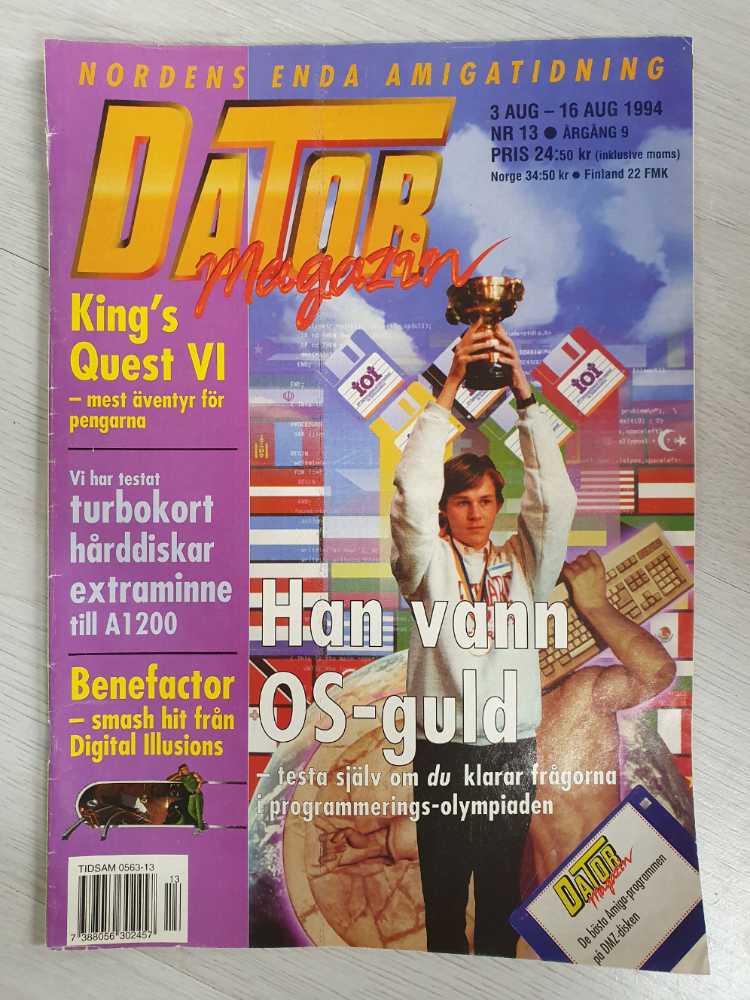 NORDENS ENDA AMIGATIDNING
DATOR
Magazin
3 AUG – 16 AUG 1994
NR 13 ● ÅRGÅNG 9
PRIS 24:50 kr (inklusive moms)
Norge 34:50 kr ● Finland 22 FMK
King's
Quest VI
– mest äventyr för
pengarna
Vi har testat
turbokort
hårddiskar
extraminne
till A1200
Benefactor
– smash hit från
Digital Illusions
tot
tot
Han vann
OS-guld
– testa själv om du klarar frågorna
i programmerings-olympiaden
DATOR
Magazin
De bästa Amiga-programmen
på DMZ-disken
TIDSAM 0563-13
13
7 388056 302457